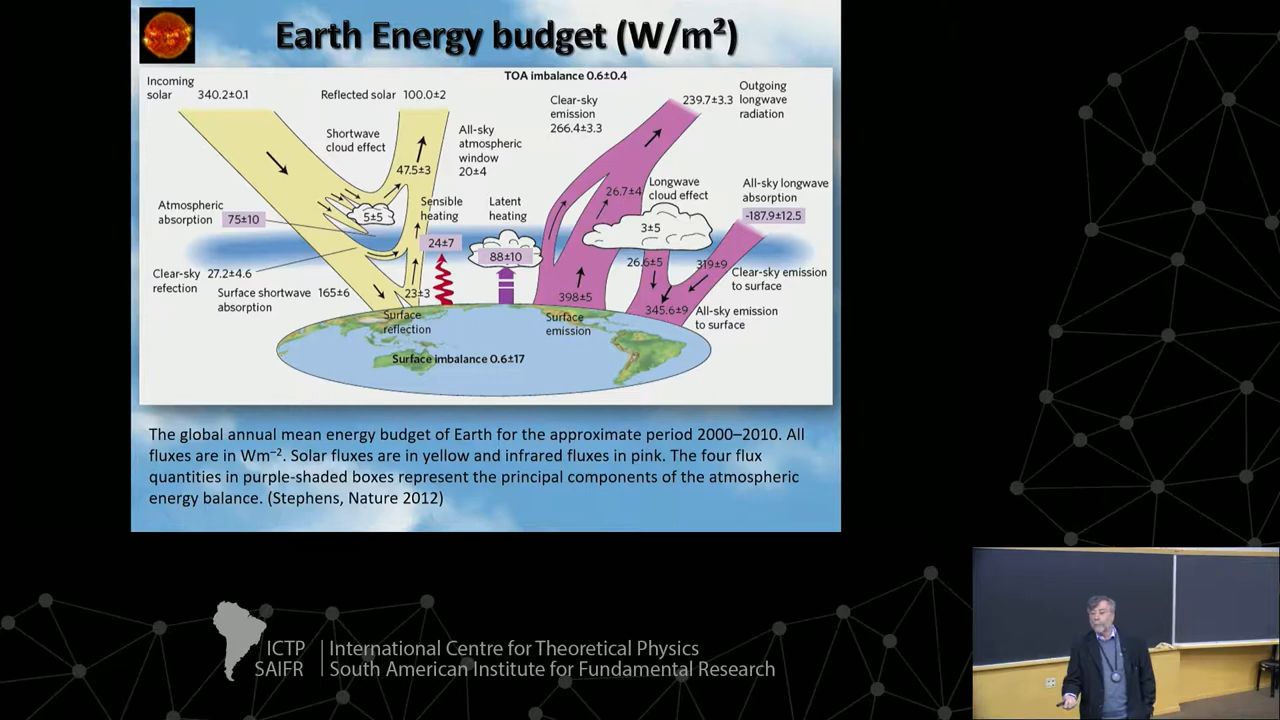 Earth Energy budget (W/m²)
TOA imbalance 0.6±0.4
Incoming
solar 340.2±0.1
Reflected solar 100.0±2
Outgoing
longwave
radiation
239.7±3.3
Clear-sky
emission
266.4±3.3
Shortwave
cloud effect
47.5±3
All-sky
atmospheric
window
20±4
Atmospheric
absorption 75±10
5±5
Sensible
heating
24±7
Latent
heating
88±10
26.7±4
Longwave
cloud effect
3±5
All-sky longwave
absorption
-187.9±12.5
Clear-sky
refection
27.2±4.6
Surface shortwave
absorption
165±6
23±3
Surface
reflection
398±5
Surface
emission
26.6±5
319±9
Clear-sky emission
to surface
345.6±9
All-sky emission
to surface
Surface imbalance 0.6±17
The global annual mean energy budget of Earth for the approximate period 2000–2010. All
fluxes are in Wm⁻². Solar fluxes are in yellow and infrared fluxes in pink. The four flux
quantities in purple-shaded boxes represent the principal components of the atmospheric
energy balance. (Stephens, Nature 2012)
ICTP | International Centre for Theoretical Physics
SAIFR | South American Institute for Fundamental Research